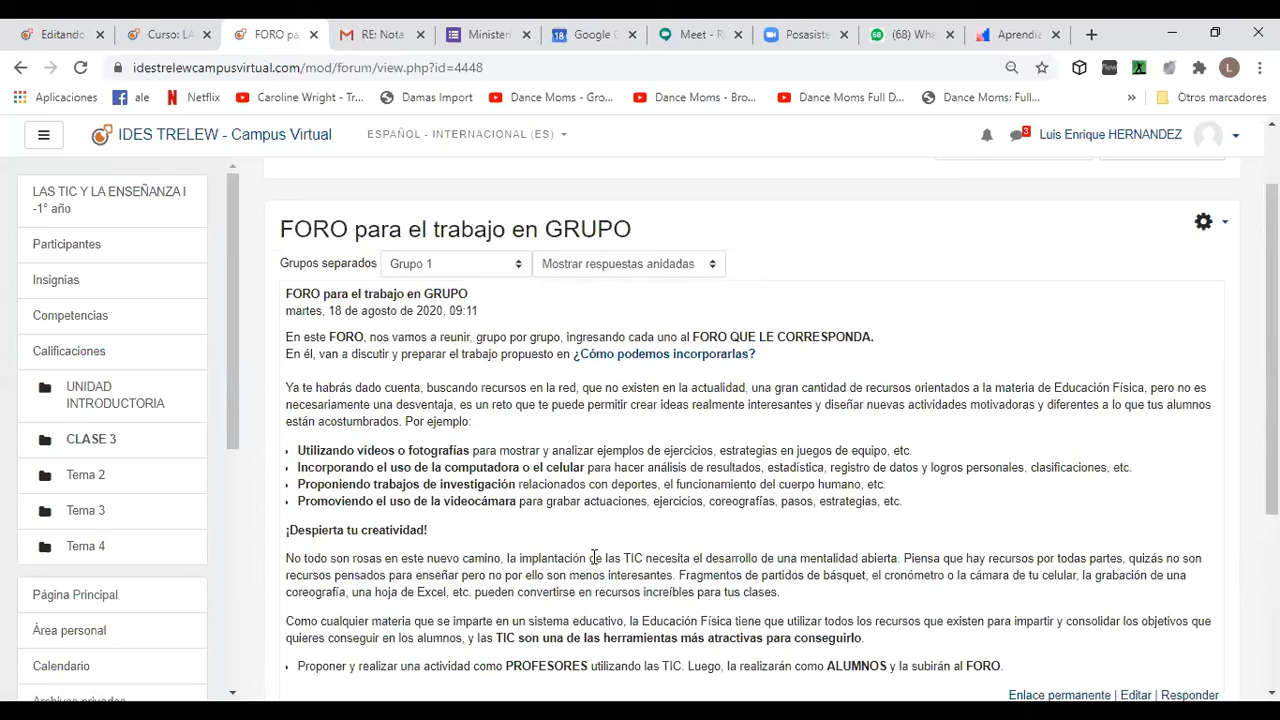 Editando
Curso: LA
FORO pa
RE: Nota
Ministeri
Google C
Meet - R
Posasiste
(68) Wha
Aprendia
idestrelewcampusvirtual.com/mod/forum/view.php?id=4448
L
Aplicaciones
ale
Netflix
Caroline Wright - Tr...
Damas Import
Dance Moms - Gro...
Dance Moms - Bro...
Dance Moms Full D...
Dance Moms: Full...
»
Otros marcadores
IDES TRELEW - Campus Virtual
ESPAÑOL - INTERNACIONAL (ES)
3
Luis Enrique HERNANDEZ
LAS TIC Y LA ENSEÑANZA I
-1° año
Participantes
Insignias
Competencias
Calificaciones
UNIDAD
INTRODUCTORIA
CLASE 3
Tema 2
Tema 3
Tema 4
Página Principal
Área personal
Calendario
Archivos privados
FORO para el trabajo en GRUPO
Grupos separados Grupo 1 Mostrar respuestas anidadas
FORO para el trabajo en GRUPO
martes, 18 de agosto de 2020, 09:11
En este FORO, nos vamos a reunir, grupo por grupo, ingresando cada uno al FORO QUE LE CORRESPONDA.
En él, van a discutir y preparar el trabajo propuesto en ¿Cómo podemos incorporarlas?
Ya te habrás dado cuenta, buscando recursos en la red, que no existen en la actualidad, una gran cantidad de recursos orientados a la materia de Educación Física, pero no es
necesariamente una desventaja, es un reto que te puede permitir crear ideas realmente interesantes y diseñar nuevas actividades motivadoras y diferentes a lo que tus alumnos
están acostumbrados. Por ejemplo:
Utilizando vídeos o fotografías para mostrar y analizar ejemplos de ejercicios, estrategias en juegos de equipo, etc.
Incorporando el uso de la computadora o el celular para hacer análisis de resultados, estadística, registro de datos y logros personales, clasificaciones, etc.
Proponiendo trabajos de investigación relacionados con deportes, el funcionamiento del cuerpo humano, etc.
Promoviendo el uso de la videocámara para grabar actuaciones, ejercicios, coreografías, pasos, estrategias, etc.
¡Despierta tu creatividad!
No todo son rosas en este nuevo camino, la implantación de las TIC necesita el desarrollo de una mentalidad abierta. Piensa que hay recursos por todas partes, quizás no son
recursos pensados para enseñar pero no por ello son menos interesantes. Fragmentos de partidos de básquet, el cronómetro o la cámara de tu celular, la grabación de una
coreografía, una hoja de Excel, etc. pueden convertirse en recursos increíbles para tus clases.
Como cualquier materia que se imparte en un sistema educativo, la Educación Física tiene que utilizar todos los recursos que existen para impartir y consolidar los objetivos que
quieres conseguir en los alumnos, y las TIC son una de las herramientas más atractivas para conseguirlo.
Proponer y realizar una actividad como PROFESORES utilizando las TIC. Luego, la realizarán como ALUMNOS y la subirán al FORO.
Enlace permanente | Editar | Responder